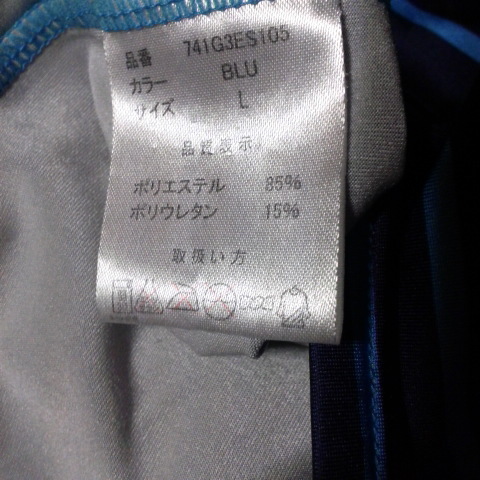 品番 741G3ES105
カラー BLU
サイズ L
品質表示
ポリエステル 85%
ポリウレタン 15%
取扱い方